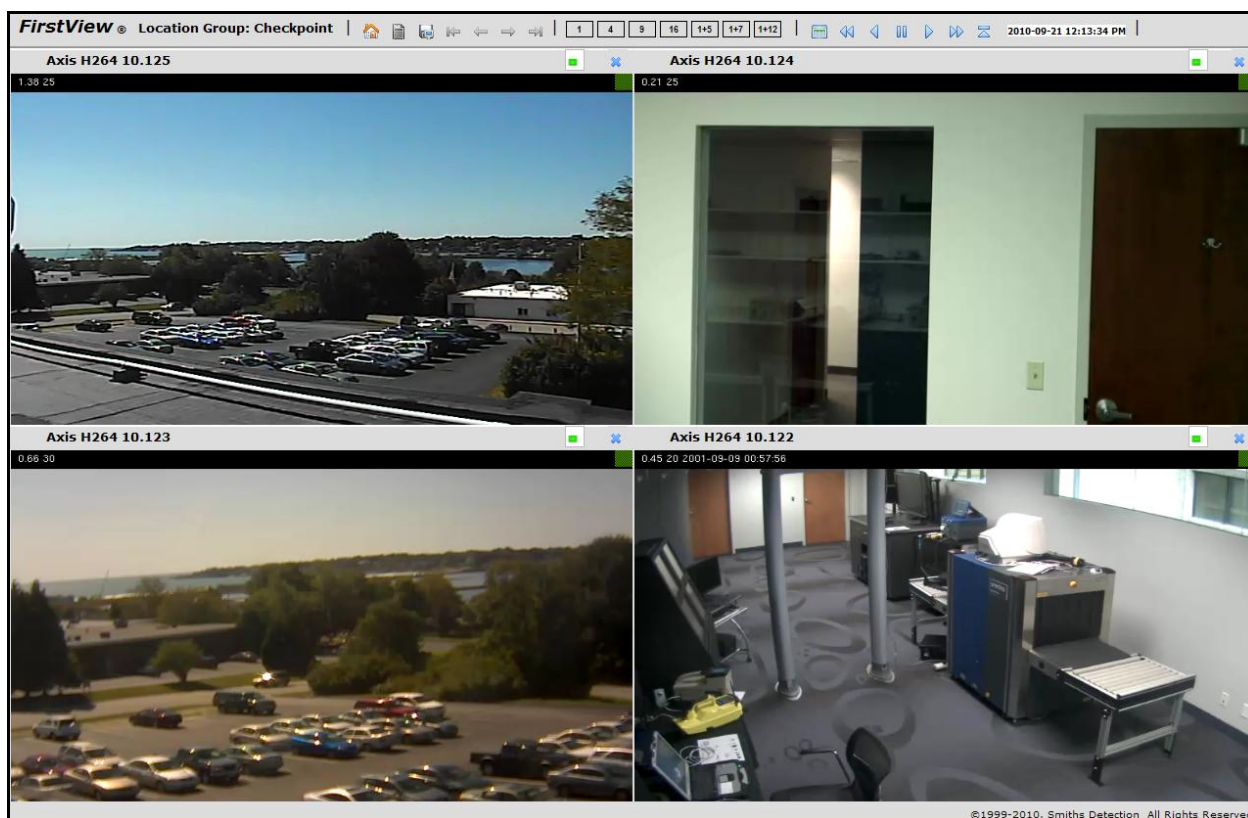 FirstView ® Location Group: Checkpoint | | 1 4 9 16 1+5 1+7 1+12 | 2010-09-21 12:13:34 PM |
Axis H264 10.125
1.38 25
Axis H264 10.124
0.21 25
Axis H264 10.123
0.66 30
Axis H264 10.122
0.45 20 2001-09-09 00:57:56
©1999-2010, Smiths Detection All Rights Reserved